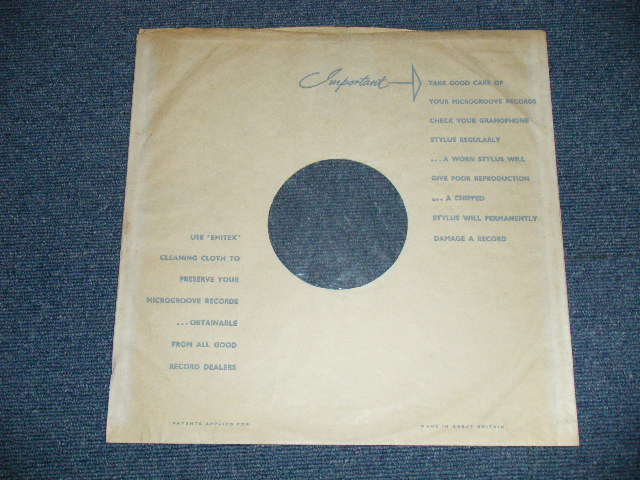 Important
TAKE GOOD CARE OF
YOUR MICROGROOVE RECORDS
CHECK YOUR GRAMOPHONE
STYLUS REGULARLY
...A WORN STYLUS WILL
GIVE POOR REPRODUCTION
...A CHIPPED
STYLUS WILL PERMANENTLY
DAMAGE A RECORD
USE "EMITEX"
CLEANING CLOTH TO
PRESERVE YOUR
MICROGROOVE RECORDS
...OBTAINABLE
FROM ALL GOOD
RECORD DEALERS
PATENTS APPLIED FOR
MADE IN GREAT BRITAIN